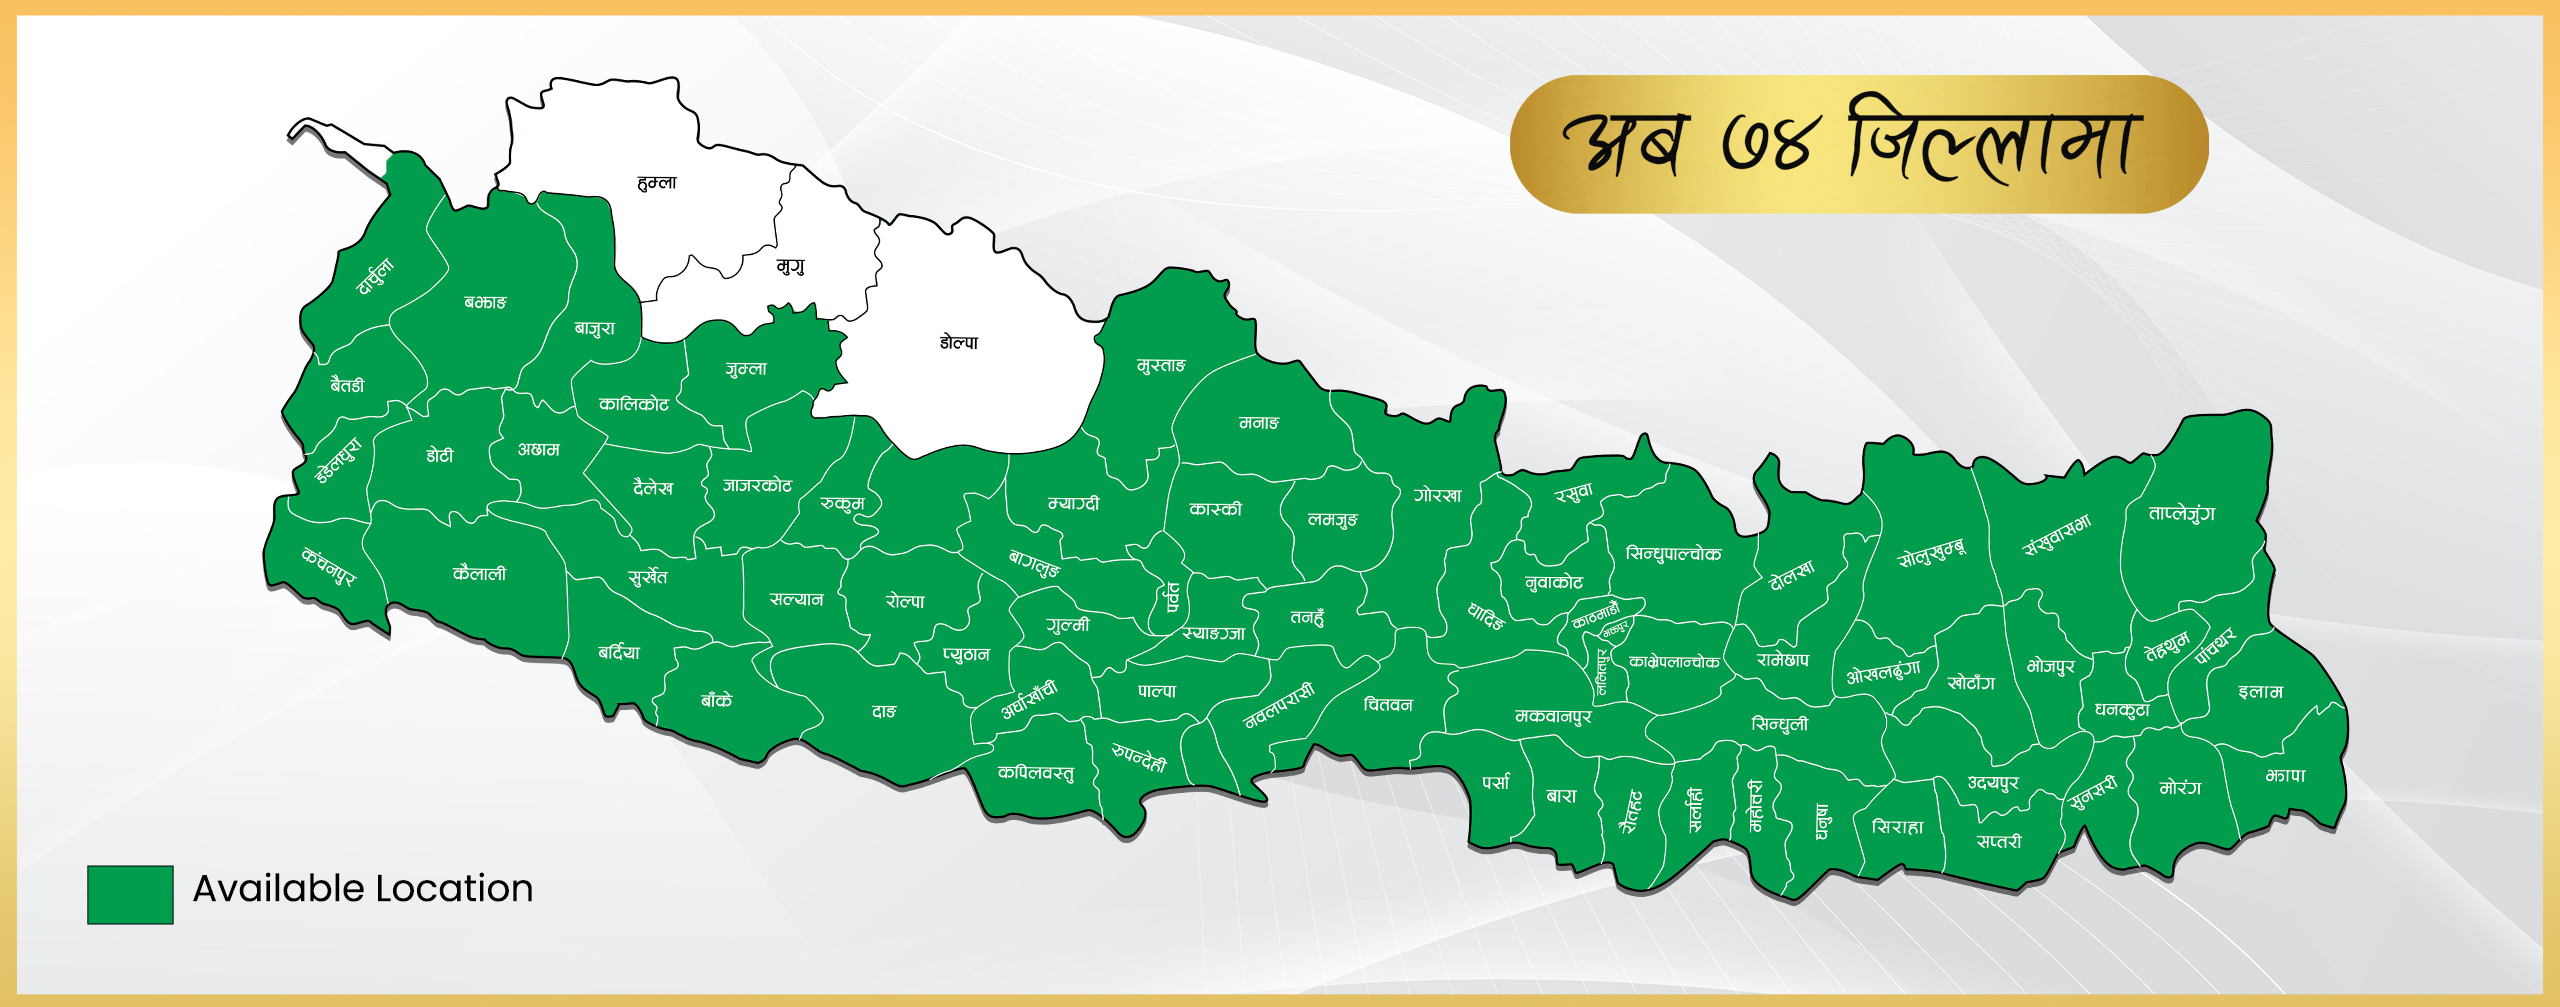 अब ७४ जिल्लामा
हुम्ला
मुगु
डोल्पा
दार्चुला
बझाङ
बाजुरा
बैतडी
जुम्ला
कालिकोट
मुस्ताङ
मनाङ
डडेलधुरा
डोटी
अछाम
दैलेख
जाजरकोट
रुकुम
म्याग्दी
कास्की
लमजुङ
गोरखा
रसुवा
सिन्धुपाल्चोक
दोलखा
सोलुखुम्बू
संखुवासभा
ताप्लेजुंग
कंचनपुर
कैलाली
सुर्खेत
सल्यान
रोल्पा
बागलुङ
पर्वत
गुल्मी
स्याङग्जा
तनहुँ
धादिङ
नुवाकोट
काठमाडौं
भक्तपुर
ललितपुर
काभ्रेपलान्चोक
रामेछाप
ओखलढुंगा
खोटाँग
भोजपुर
तेह्रथुम
पांचथर
इलाम
धनकुटा
बर्दिया
बाँके
दाङ
प्युठान
अर्घाखाँची
पाल्पा
नवलपरासी
चितवन
मकवानपुर
सिन्धुली
कपिलवस्तु
रुपन्देही
पर्सा
बारा
रौतहट
सर्लाही
महोतरी
धनुषा
सिराहा
उदयपुर
सप्तरी
सुनसरी
मोरंग
झापा
Available Location